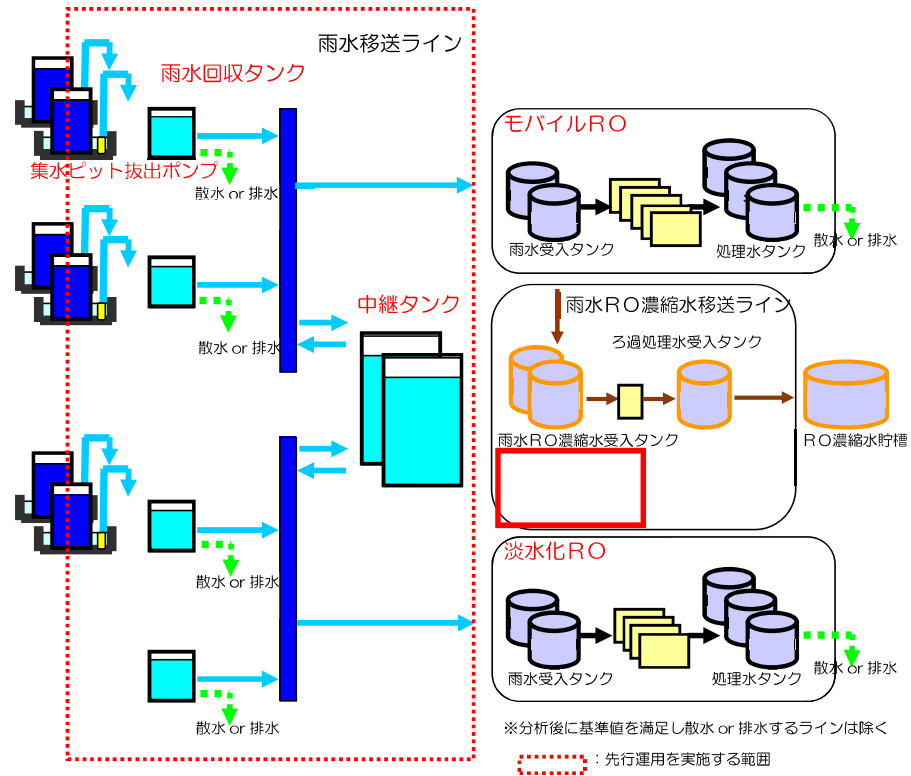 雨水移送ライン
雨水回収タンク
集水ピット抜出ポンプ
散水 or 排水
散水 or 排水
中継タンク
散水 or 排水
散水 or 排水
モバイルＲＯ
雨水受入タンク
処理水タンク
散水 or 排水
雨水ＲＯ濃縮水移送ライン
ろ過処理水受入タンク
雨水ＲＯ濃縮水受入タンク
ＲＯ濃縮水貯槽
淡水化ＲＯ
雨水受入タンク
処理水タンク
散水 or 排水
※分析後に基準値を満足し散水 or 排水するラインは除く
：先行運用を実施する範囲